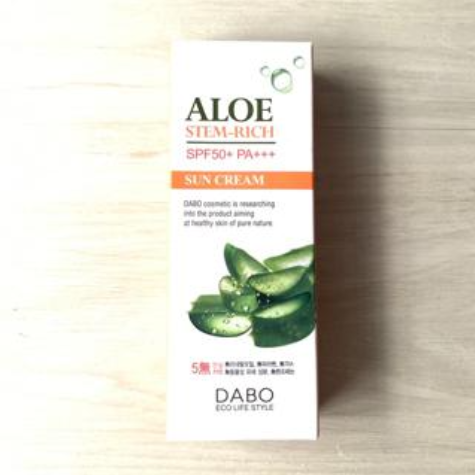 ALOE
STEM-RICH
SPF50+ PA+++
SUN CREAM
DABO cosmetic is researching
into the product aiming
at healthy skin of pure nature
5無
DABO
ECO LIFE STYLE